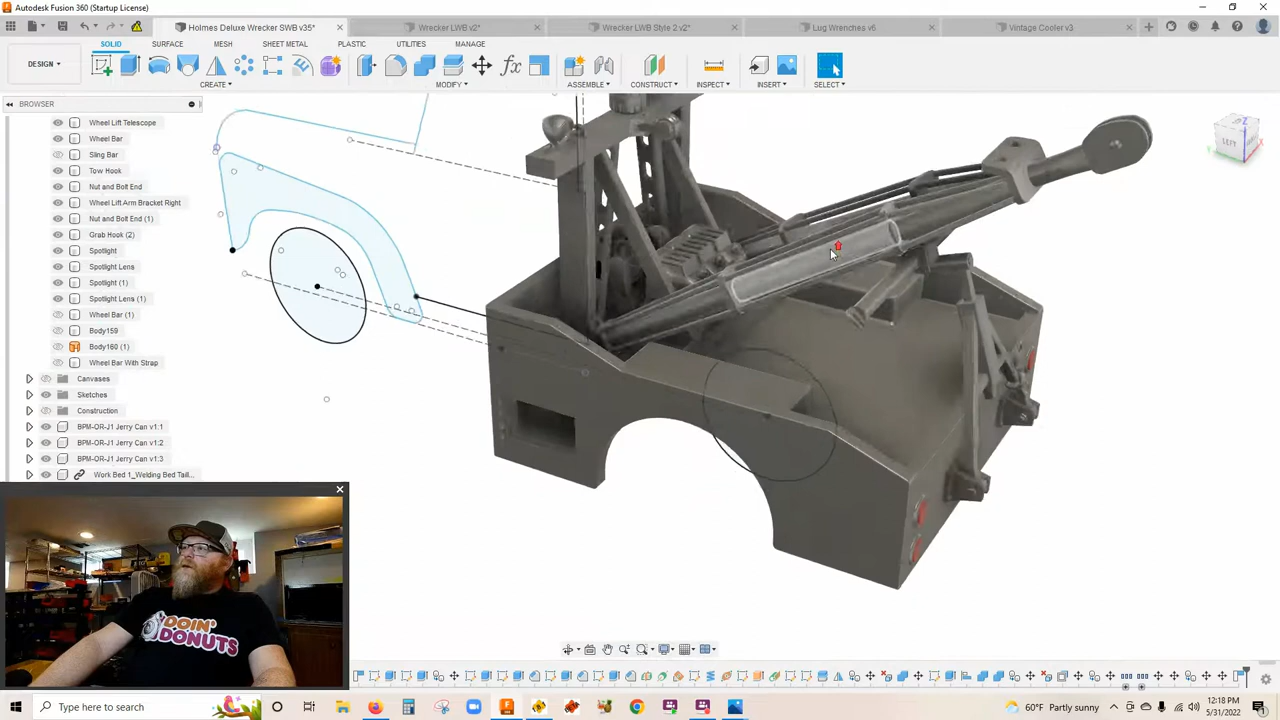 Autodesk Fusion 360 (Startup License)
Holmes Deluxe Wrecker SWB v35*
Wrecker LWB v2*
Wrecker LWB Style 2 v2*
Lug Wrenches v6
Vintage Cooler v3
SOLID SURFACE MESH SHEET METAL PLASTIC UTILITIES MANAGE
DESIGN
CREATE MODIFY ASSEMBLE CONSTRUCT INSPECT INSERT SELECT
BROWSER
Wheel Lift Telescope
Wheel Bar
Sling Bar
Tow Hook
Nut and Bolt End
Wheel Lift Arm Bracket Right
Nut and Bolt End (1)
Grab Hook (2)
Spotlight
Spotlight Lens
Spotlight (1)
Spotlight Lens (1)
Wheel Bar (1)
Body159
Body160 (1)
Wheel Bar With Strap
Canvases
Sketches
Construction
BPM-OR-J1 Jerry Can v1:1
BPM-OR-J1 Jerry Can v1:2
BPM-OR-J1 Jerry Can v1:3
Work Bed 1_Welding Bed Taill...
LEFT
DOIN'
DONUTS
Type here to search
60°F Partly sunny
12:18 PM
5/31/2022